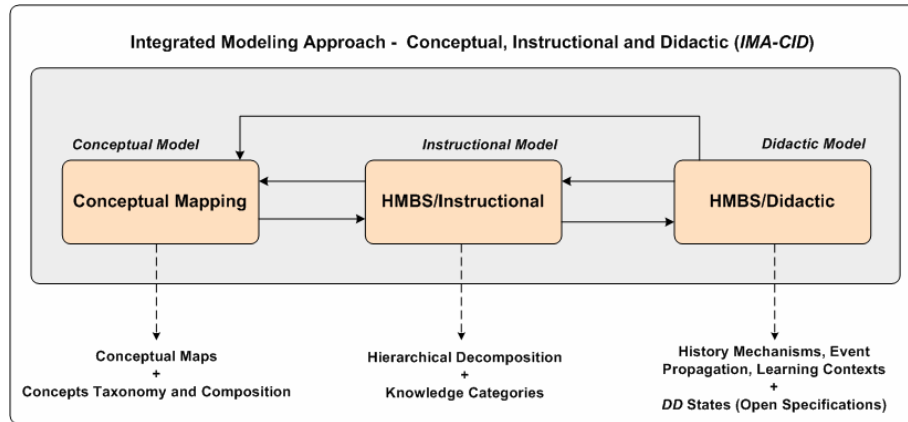 Integrated Modeling Approach - Conceptual, Instructional and Didactic (IMA-CID)
Conceptual Model
Instructional Model
Didactic Model
Conceptual Mapping
HMBS/Instructional
HMBS/Didactic
Conceptual Maps
+
Concepts Taxonomy and Composition
Hierarchical Decomposition
+
Knowledge Categories
History Mechanisms, Event
Propagation, Learning Contexts
+
DD States (Open Specifications)